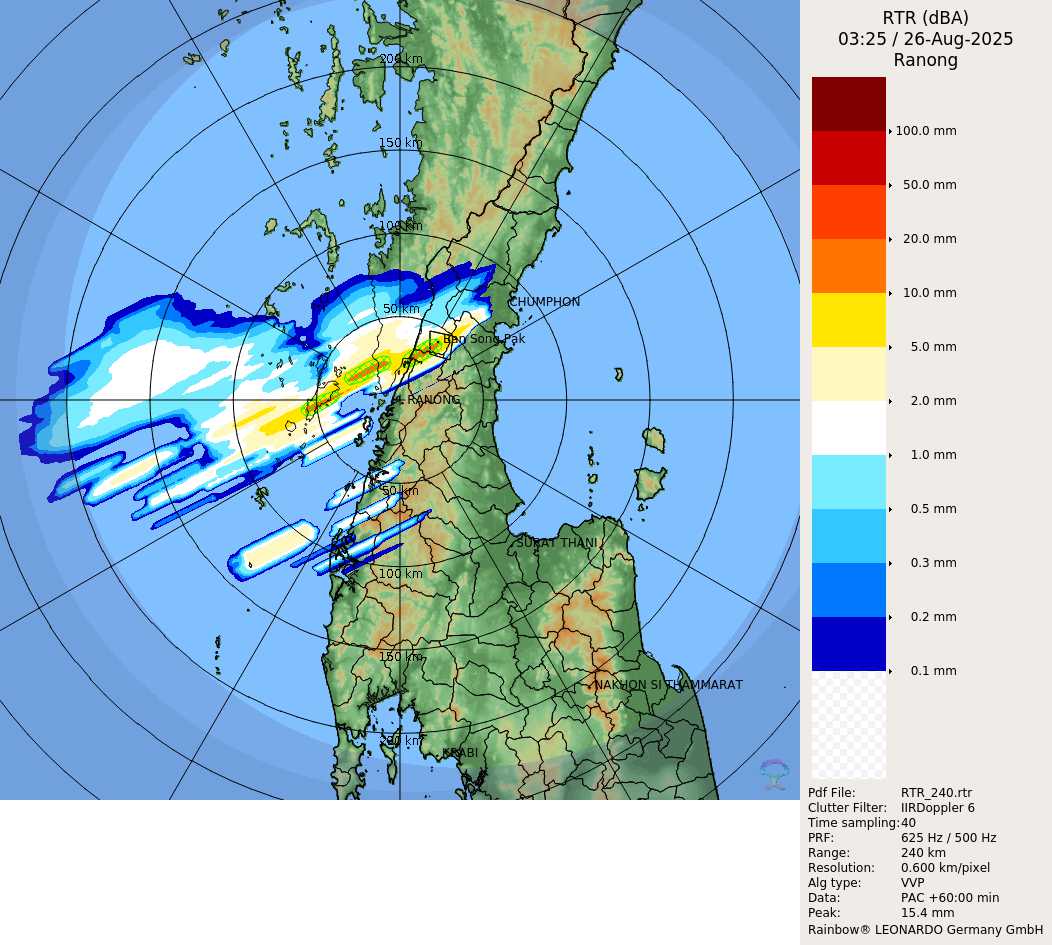 RTR (dBA)
03:25 / 26-Aug-2025
Ranong
100.0 mm
50.0 mm
20.0 mm
10.0 mm
5.0 mm
2.0 mm
1.0 mm
0.5 mm
0.3 mm
0.2 mm
0.1 mm
Pdf File: RTR_240.rtr
Clutter Filter: IIRDoppler 6
Time sampling: 40
PRF: 625 Hz / 500 Hz
Range: 240 km
Resolution: 0.600 km/pixel
Alg type: VVP
Data: PAC +60:00 min
Peak: 15.4 mm
Rainbow® LEONARDO Germany GmbH
200 km
150 km
100 km
50 km
CHUMPHON
Ban Song Pak
RANONG
50 km
SURAT THANI
100 km
150 km
NAKHON SI THAMMARAT
200 km
KRABI